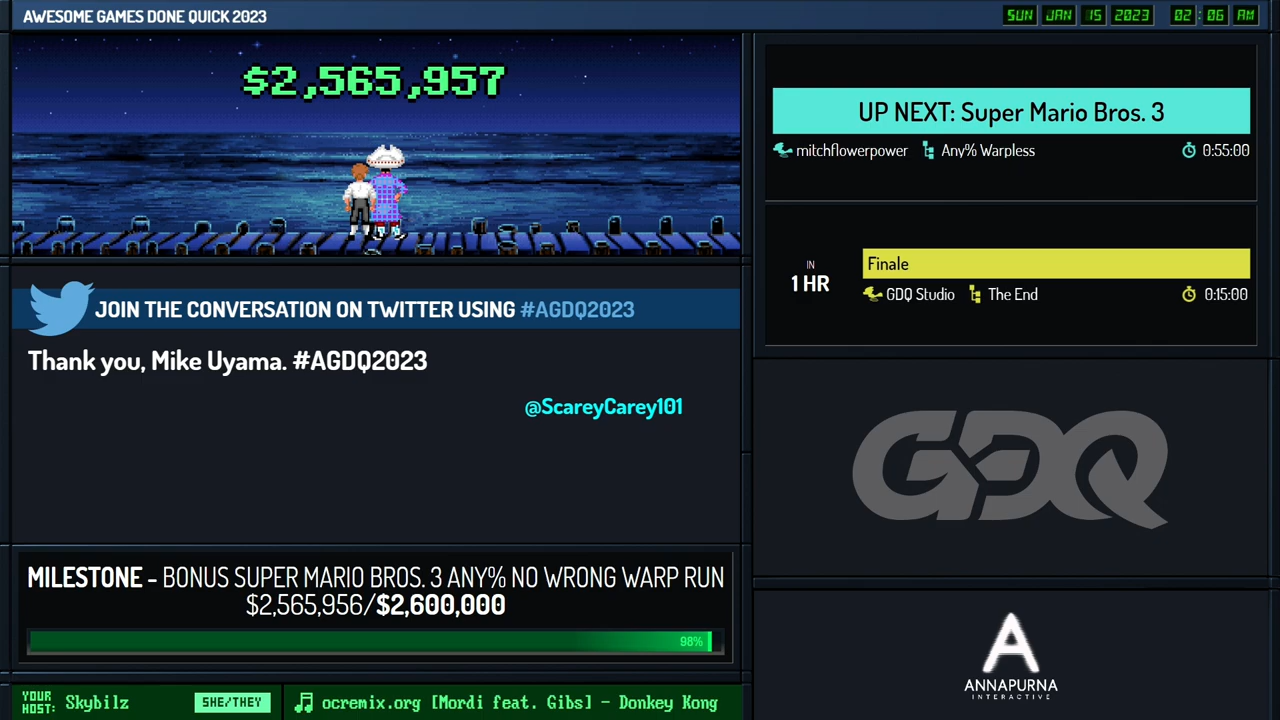 AWESOME GAMES DONE QUICK 2023
SUN JAN 15 2023 02:06 AM
$2,565,957
UP NEXT: Super Mario Bros. 3
mitchflowerpower Any% Warpless 0:55:00
IN
1 HR
Finale
GDQ Studio The End 0:15:00
JOIN THE CONVERSATION ON TWITTER USING #AGDQ2023
Thank you, Mike Uyama. #AGDQ2023
@ScareyCarey101
GDQ
MILESTONE - BONUS SUPER MARIO BROS. 3 ANY% NO WRONG WARP RUN
$2,565,956/$2,600,000
98%
A
ANNAPURNA
INTERACTIVE
YOUR HOST: Skybilz SHE/THEY
ocremix.org [Mordi feat. Gibs] - Donkey Kong